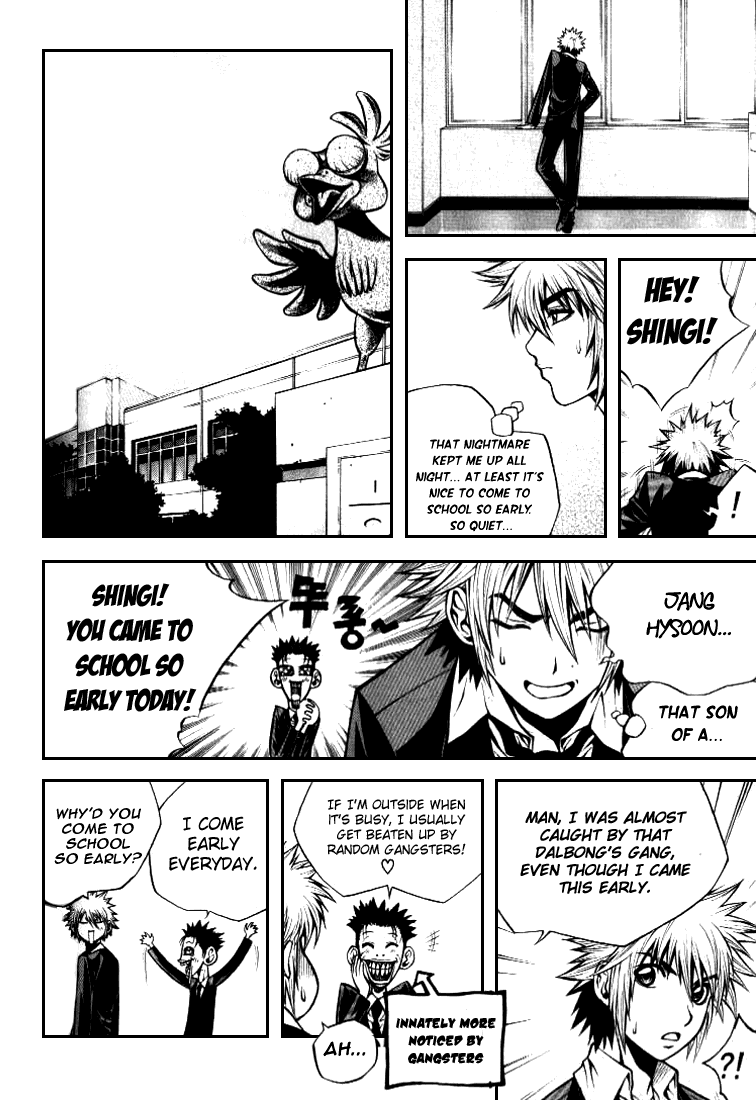 THAT NIGHTMARE
KEPT ME UP ALL
NIGHT... AT LEAST IT'S
NICE TO COME TO
SCHOOL SO EARLY.
SO QUIET...
HEY!
SHINGI!
!
SHINGI!
YOU CAME TO
SCHOOL SO
EARLY TODAY!
두둥~
JANG
HYSOON...
THAT SON
OF A...
WHY'D YOU
COME TO
SCHOOL
SO EARLY?
I COME
EARLY
EVERYDAY.
IF I'M OUTSIDE WHEN
IT'S BUSY, I USUALLY
GET BEATEN UP BY
RANDOM GANGSTERS!
♡
AH...
INNATELY MORE
NOTICED BY
GANGSTERS
MAN, I WAS ALMOST
CAUGHT BY THAT
DALBONG'S GANG,
EVEN THOUGH I CAME
THIS EARLY.
?!